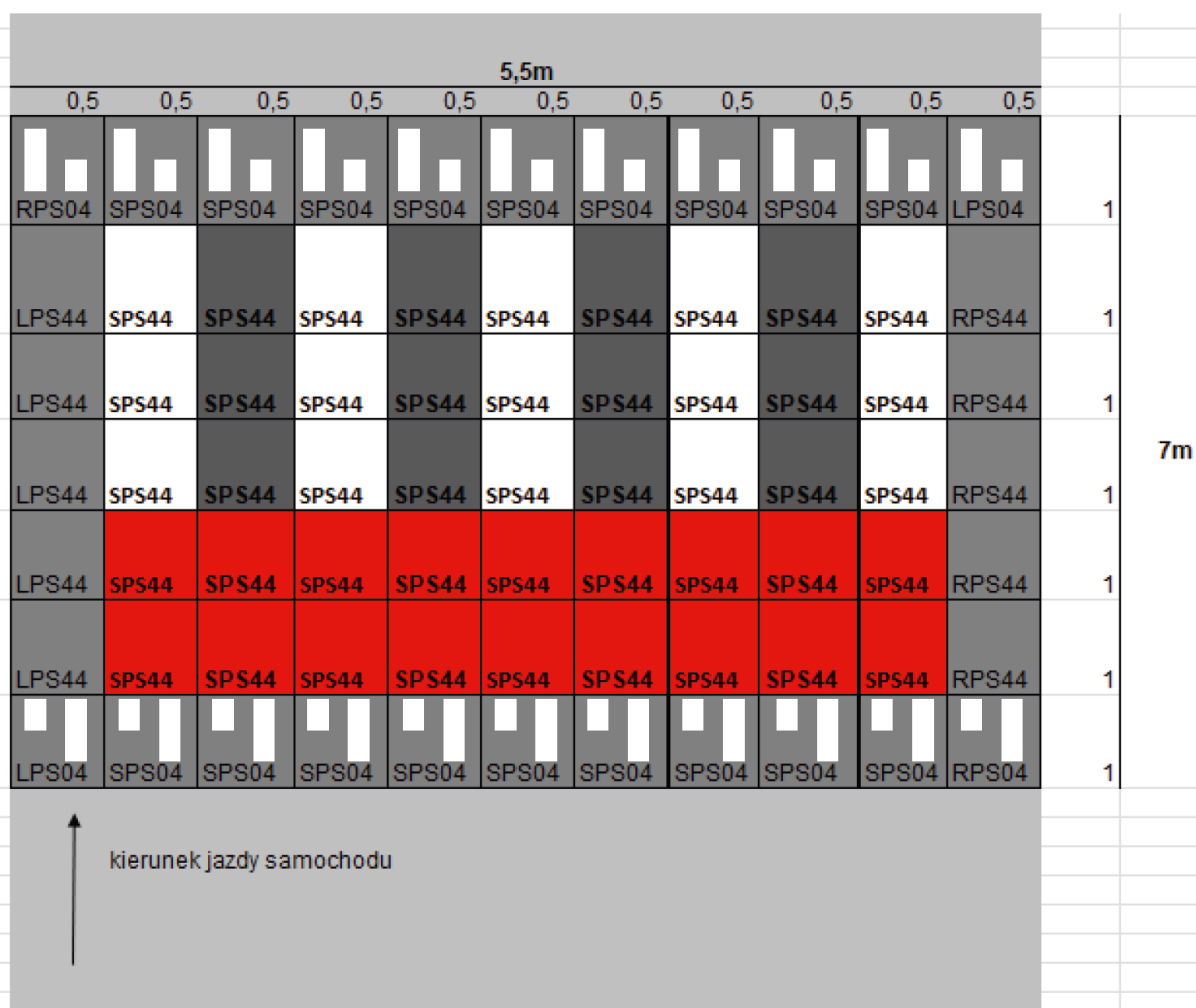 5,5m
0,5 0,5 0,5 0,5 0,5 0,5 0,5 0,5 0,5 0,5 0,5
RPS04 SPS04 SPS04 SPS04 SPS04 SPS04 SPS04 SPS04 SPS04 SPS04 LPS04 1
LPS44 SPS44 SPS44 SPS44 SPS44 SPS44 SPS44 SPS44 SPS44 SPS44 RPS44 1
LPS44 SPS44 SPS44 SPS44 SPS44 SPS44 SPS44 SPS44 SPS44 SPS44 RPS44 1
7m
LPS44 SPS44 SPS44 SPS44 SPS44 SPS44 SPS44 SPS44 SPS44 SPS44 RPS44 1
LPS44 SPS44 SPS44 SPS44 SPS44 SPS44 SPS44 SPS44 SPS44 SPS44 RPS44 1
LPS44 SPS44 SPS44 SPS44 SPS44 SPS44 SPS44 SPS44 SPS44 SPS44 RPS44 1
LPS04 SPS04 SPS04 SPS04 SPS04 SPS04 SPS04 SPS04 SPS04 SPS04 RPS04 1
kierunek jazdy samochodu